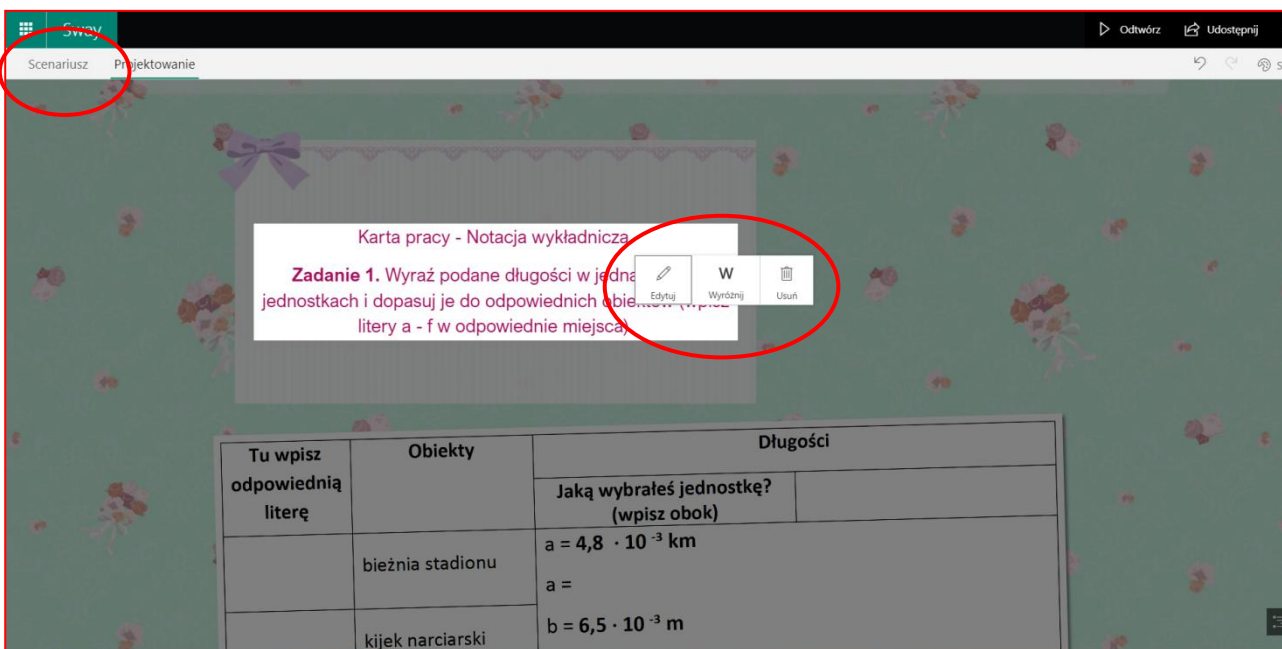 Sway
Odtwórz
Udostępnij
Scenariusz
Projektowanie
Karta pracy - Notacja wykładnicza
Zadanie 1. Wyraź podane długości w
jednostkach i dopasuj je do odpowiednich
litery a - f w odpowiednie miejsca)
Edytuj
W
Wyróżnij
Usuń
Tu wpisz
odpowiednią
literę
Obiekty
Długości
Jaką wybrałeś jednostkę?
(wpisz obok)
bieżnia stadionu
a = 4,8 · 10 ⁻³ km
a =
kijek narciarski
b = 6,5 · 10 ⁻³ m